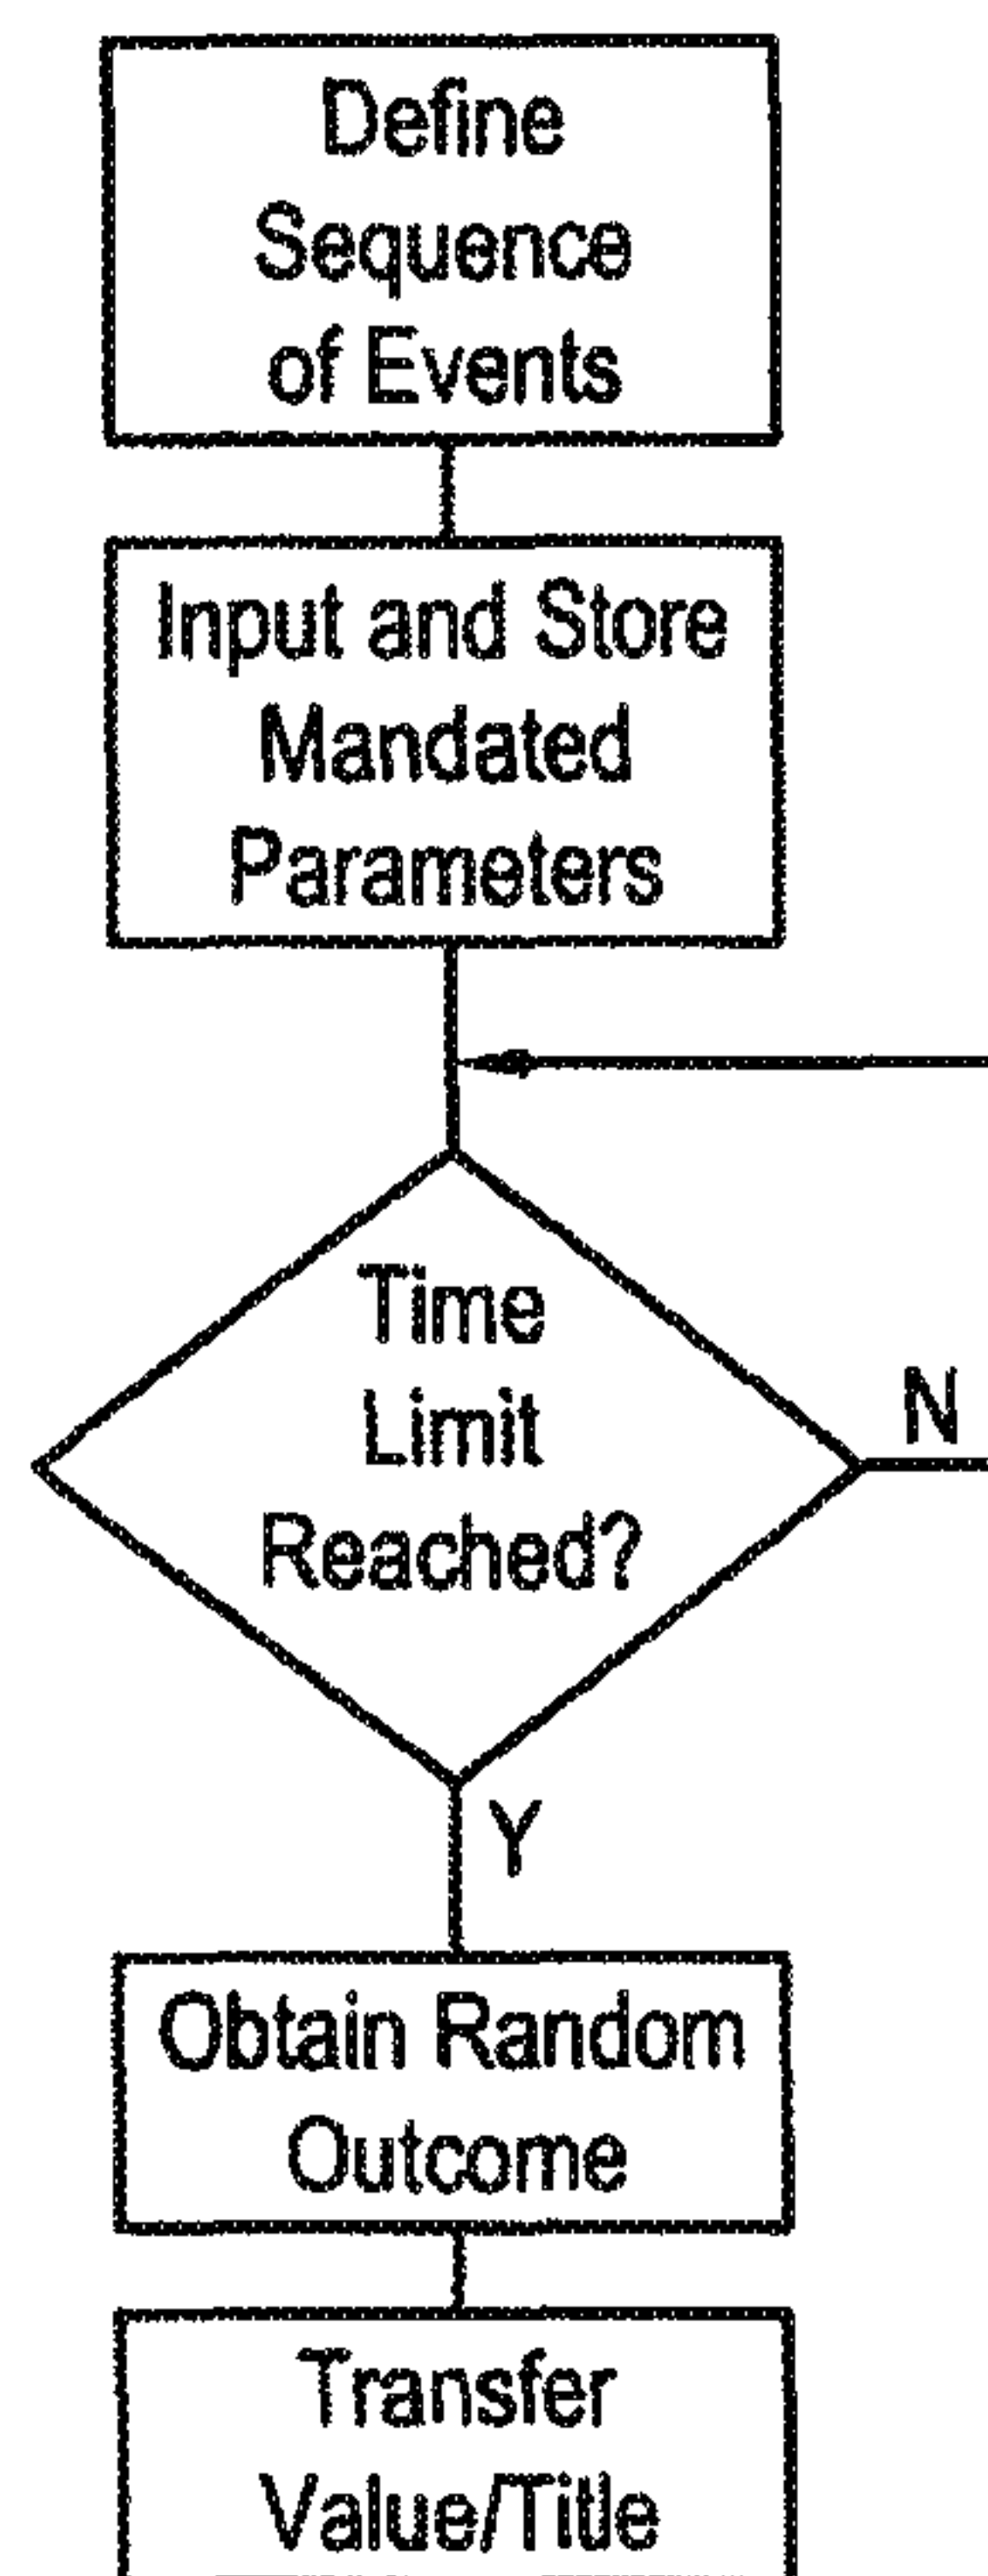 Define
Sequence
of Events
Input and Store
Mandated
Parameters
Time
Limit
Reached?
N
Y
Obtain Random
Outcome
Transfer
Value/Title